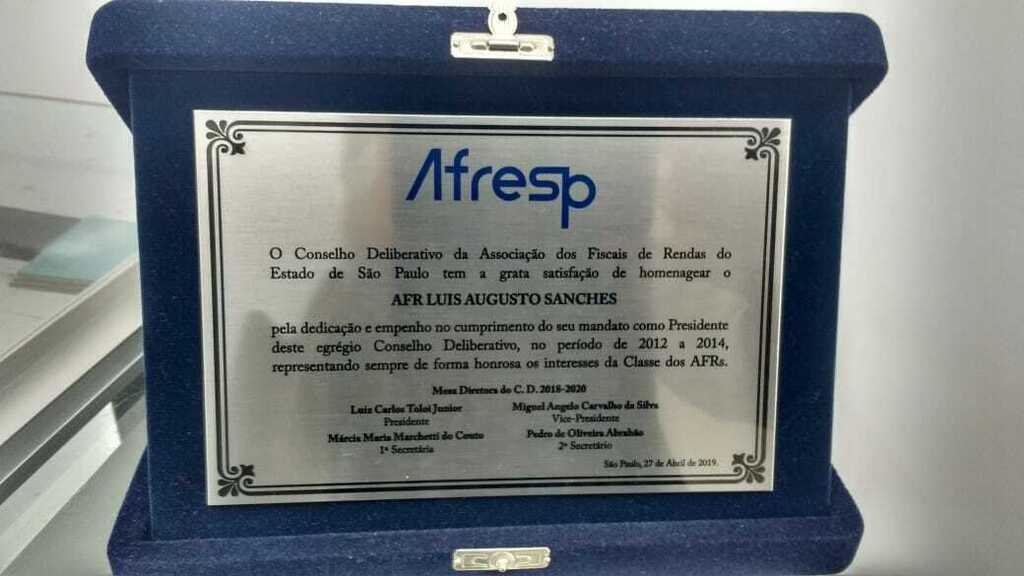 Afresp
O Conselho Deliberativo da Associação dos Fiscais de Rendas do
Estado de São Paulo tem a grata satisfação de homenagear o
AFR LUIS AUGUSTO SANCHES
pela dedicação e empenho no cumprimento do seu mandato como Presidente
deste egrégio Conselho Deliberativo, no período de 2012 a 2014,
representando sempre de forma honrosa os interesses da Classe dos AFRs.
Mesa Diretora do C. D. 2018-2020
Luiz Carlos Toloi Junior
Presidente
Miguel Angelo Carvalho da Silva
Vice-Presidente
Márcia Maria Marchetti do Couto
1ª Secretária
Pedro de Oliveira Abrahão
2º Secretário
São Paulo, 27 de Abril de 2019.